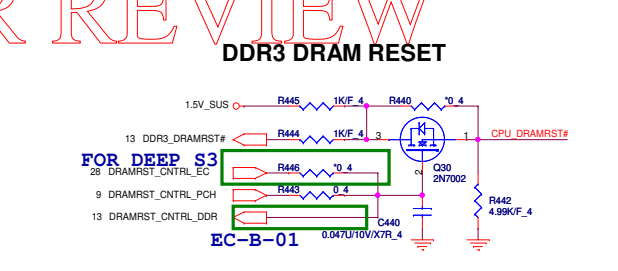 R REVIEW
DDR3 DRAM RESET
1.5V_SUS R445 1K/F_4 R440 *0_4
13 DDR3_DRAMRST# R444 1K/F_4 3 1 CPU_DRAMRST#
FOR DEEP S3
28 DRAMRST_CNTRL_EC R446 *0_4 2 Q30
2N7002
9 DRAMRST_CNTRL_PCH R443 0_4
R442
4.99K/F_4
13 DRAMRST_CNTRL_DDR C440
0.047U/10V/X7R_4
EC-B-01